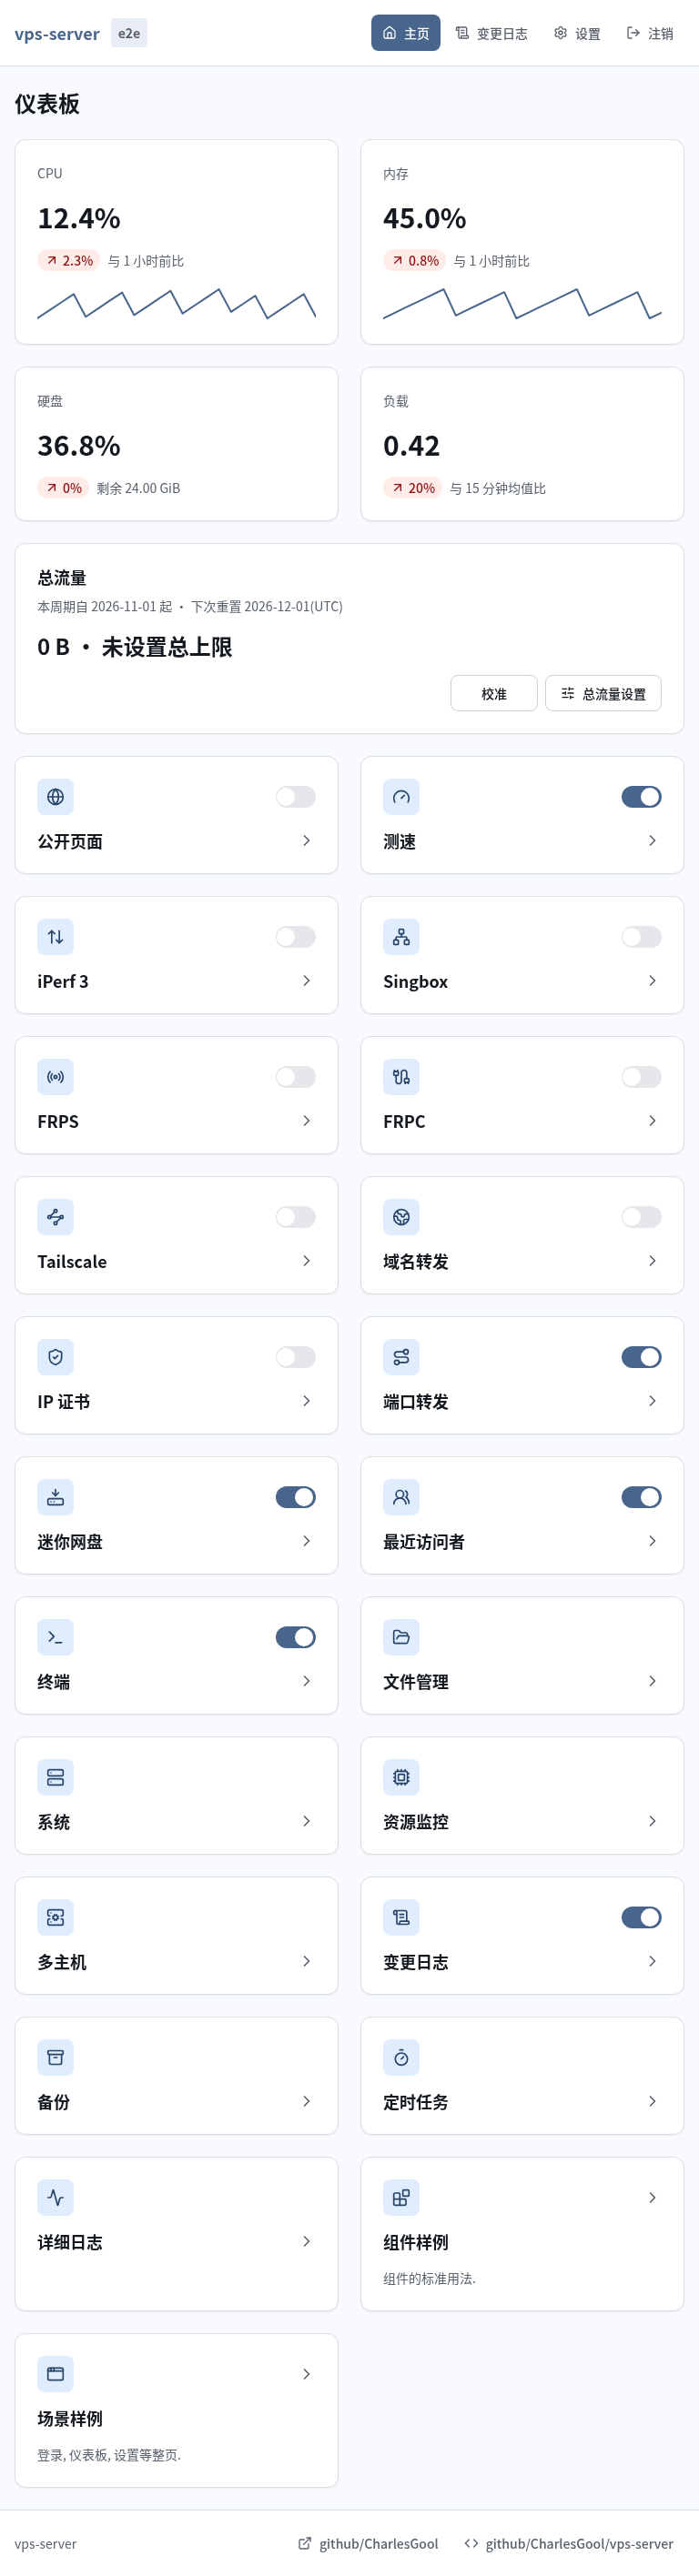 vps-server e2e 主页 变更日志 设置 注销
仪表板
CPU
12.4%
2.3% 与 1 小时前比
内存
45.0%
0.8% 与 1 小时前比
硬盘
36.8%
0% 剩余 24.00 GiB
负载
0.42
20% 与 15 分钟均值比
总流量
本周期自 2026-11-01 起 · 下次重置 2026-12-01(UTC)
0 B · 未设置总上限
校准 总流量设置
公开页面
测速
iPerf 3
Singbox
FRPS
FRPC
Tailscale
域名转发
IP 证书
端口转发
迷你网盘
最近访问者
终端
文件管理
系统
资源监控
多主机
变更日志
备份
定时任务
详细日志
组件样例
组件的标准用法.
场景样例
登录, 仪表板, 设置等整页.
vps-server github/CharlesGool github/CharlesGool/vps-server